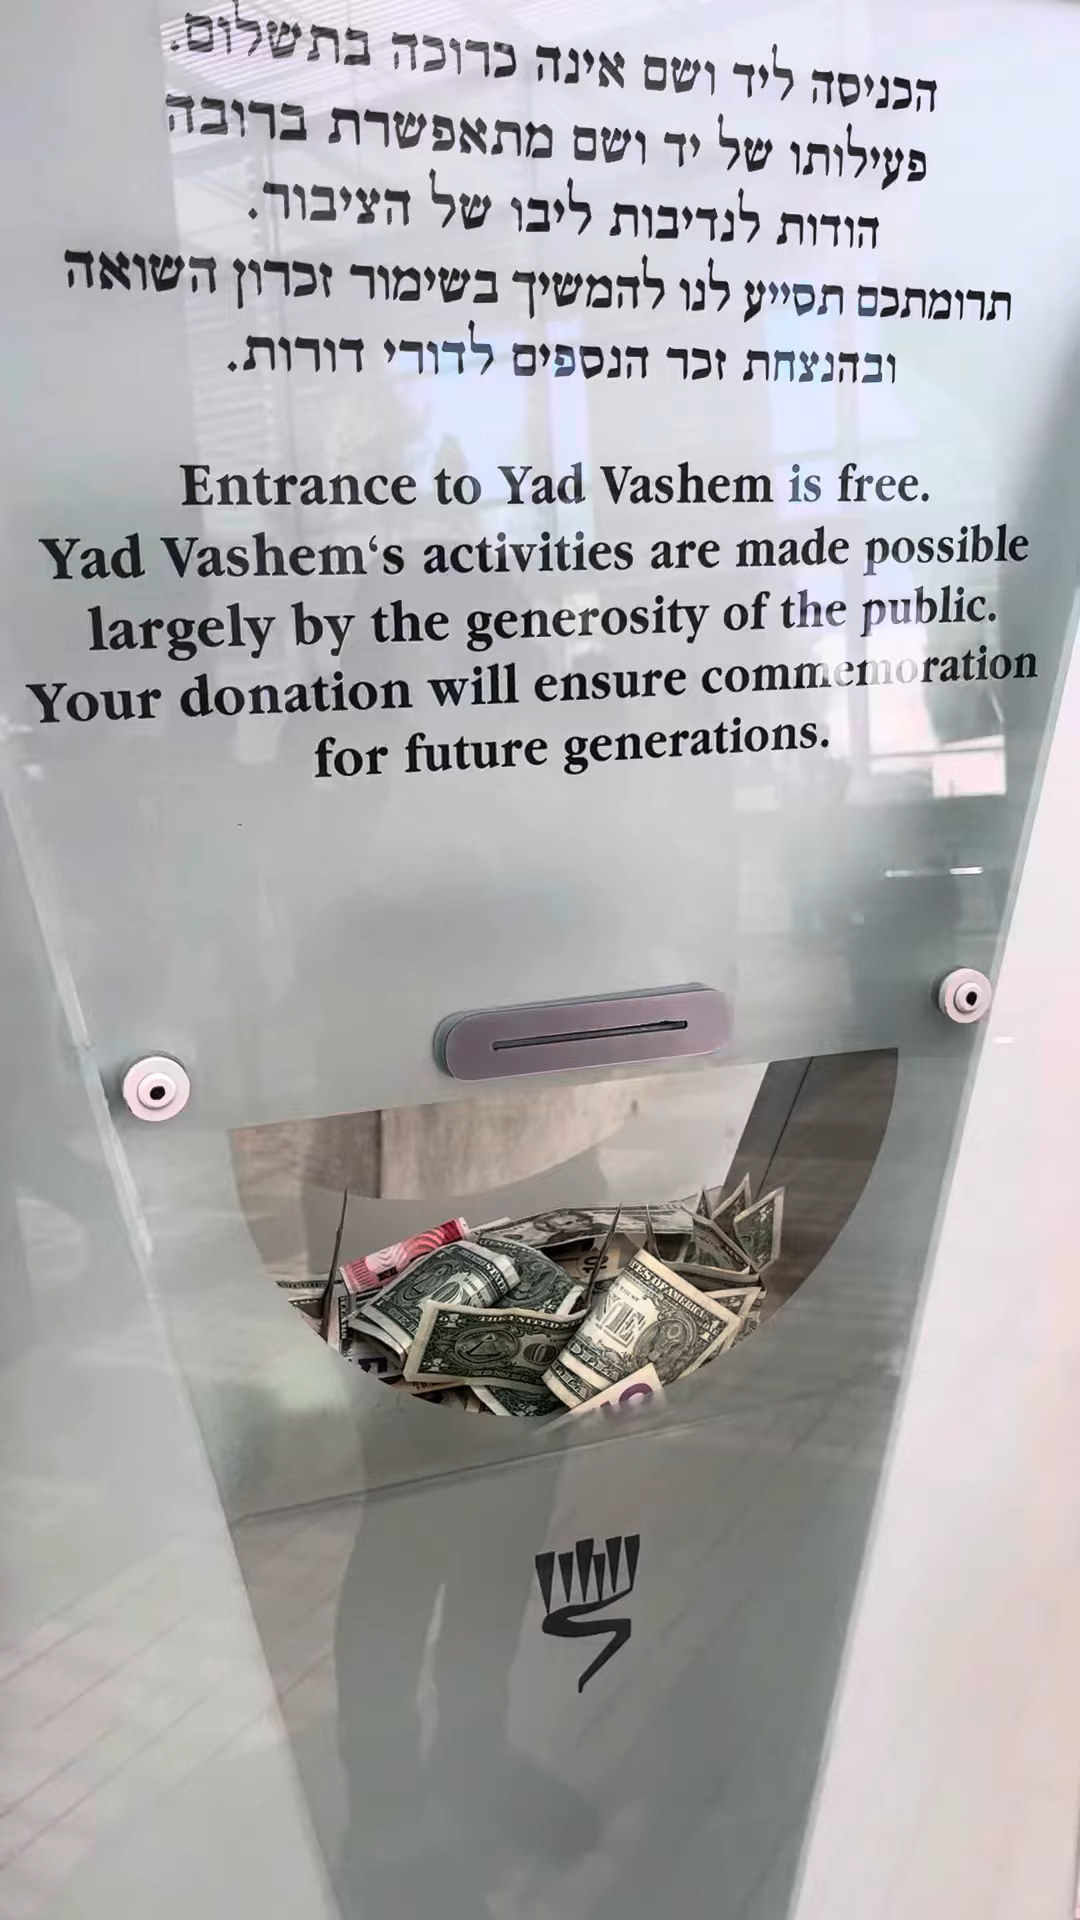 הכניסה ליד ושם אינה כרוכה בתשלום.
פעילותו של יד ושם מתאפשרת ברובה
הודות לנדיבות ליבו של הציבור.
תרומתכם תסייע לנו להמשיך בשימור זכרון השואה
ובהנצחת זכר הנספים לדורי דורות.
Entrance to Yad Vashem is free.
Yad Vashem‘s activities are made possible
largely by the generosity of the public.
Your donation will ensure commemoration
for future generations.